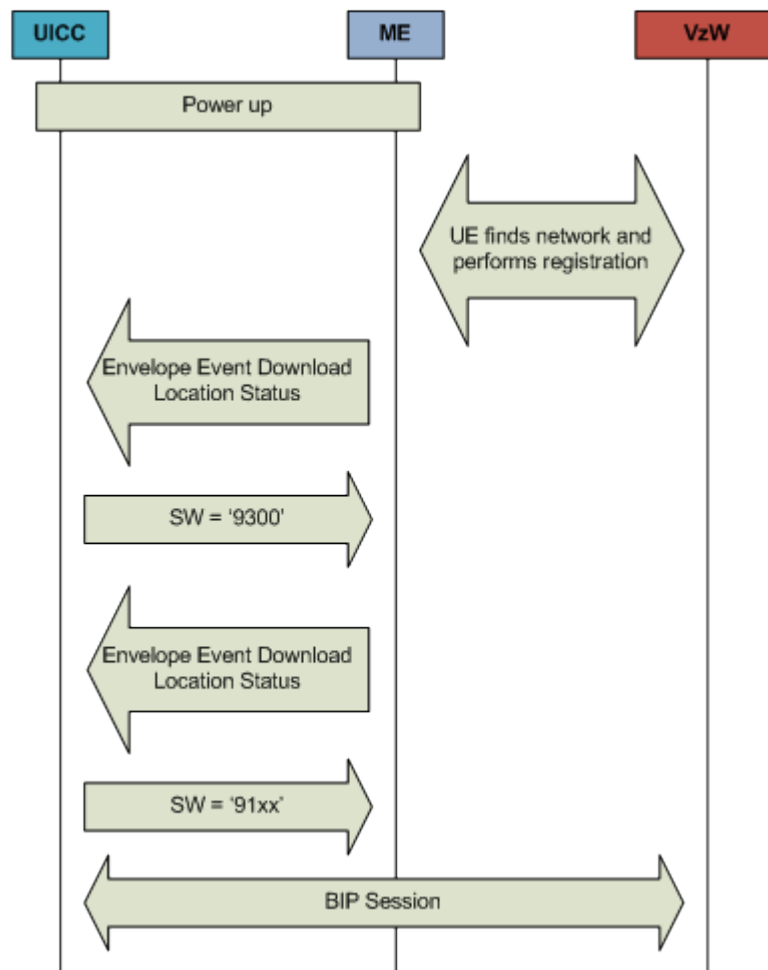 UICC
ME
VzW
Power up
UE finds network and
performs registration
Envelope Event Download
Location Status
SW = ‘9300’
Envelope Event Download
Location Status
SW = ‘91xx’
BIP Session